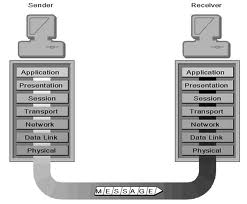 Sender Receiver
Application Application
Presentation Presentation
Session Session
Transport Transport
Network Network
Data Link Data Link
Physical Physical
MESSAGE